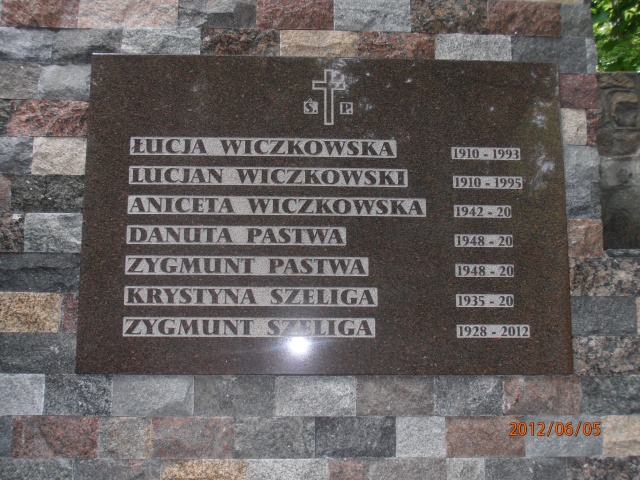 Ś. P.
ŁUCJA WICZKOWSKA 1910 - 1993
LUCJAN WICZKOWSKI 1910 - 1995
ANICETA WICZKOWSKA 1942 - 20
DANUTA PASTWA 1948 - 20
ZYGMUNT PASTWA 1948 - 20
KRYSTYNA SZELIGA 1935 - 20
ZYGMUNT SZELIGA 1928 - 2012
2012/06/05